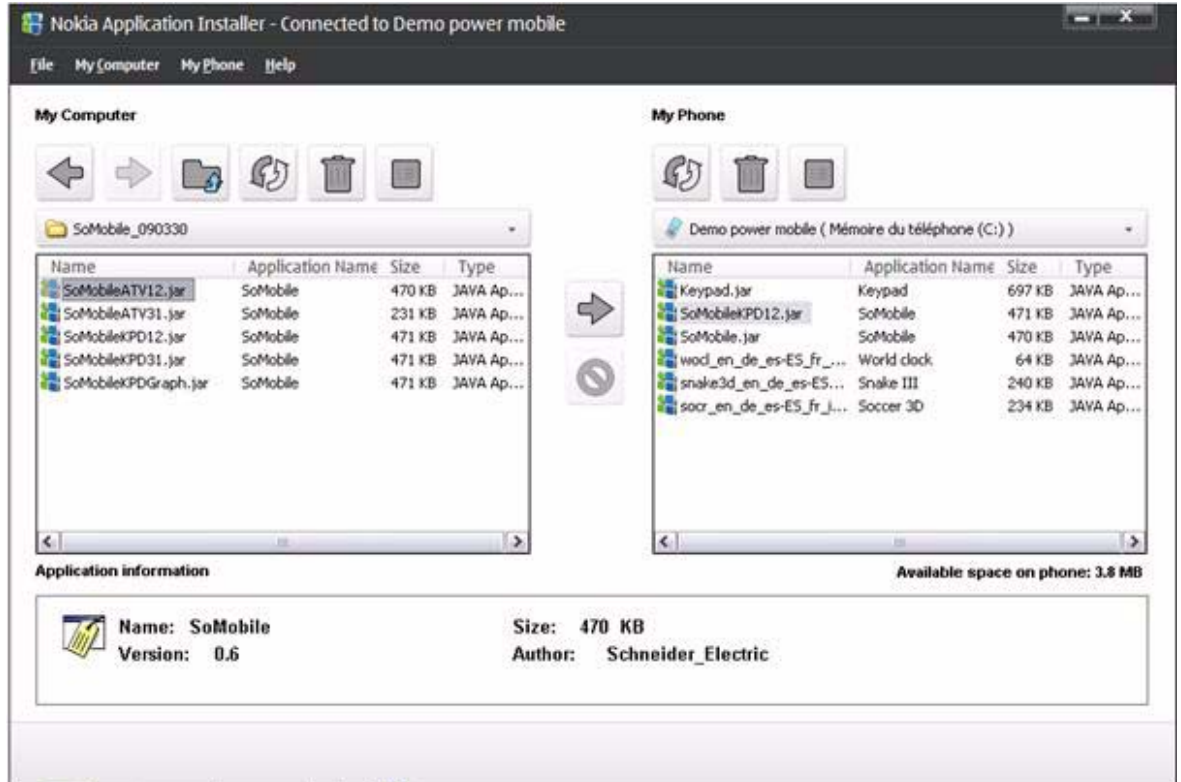 Nokia Application Installer - Connected to Demo power mobile
File My Computer My Phone Help
My Computer
SoMobile_090330
Name Application Name Size Type
SoMobileATV12.jar SoMobile 470 KB JAVA Ap...
SoMobileATV31.jar SoMobile 231 KB JAVA Ap...
SoMobileKPD12.jar SoMobile 471 KB JAVA Ap...
SoMobileKPD31.jar SoMobile 471 KB JAVA Ap...
SoMobileKPDGraph.jar SoMobile 471 KB JAVA Ap...
My Phone
Demo power mobile ( Mémoire du téléphone (C:) )
Name Application Name Size Type
Keypad.jar Keypad 697 KB JAVA Ap...
SoMobileKPD12.jar SoMobile 471 KB JAVA Ap...
SoMobile.jar SoMobile 470 KB JAVA Ap...
wocl_en_de_es-ES_fr_... World clock 64 KB JAVA Ap...
snake3d_en_de_es-ES... Snake III 240 KB JAVA Ap...
socr_en_de_es-ES_fr_i... Soccer 3D 234 KB JAVA Ap...
Application information
Available space on phone: 3.8 MB
Name: SoMobile
Version: 0.6
Size: 470 KB
Author: Schneider_Electric